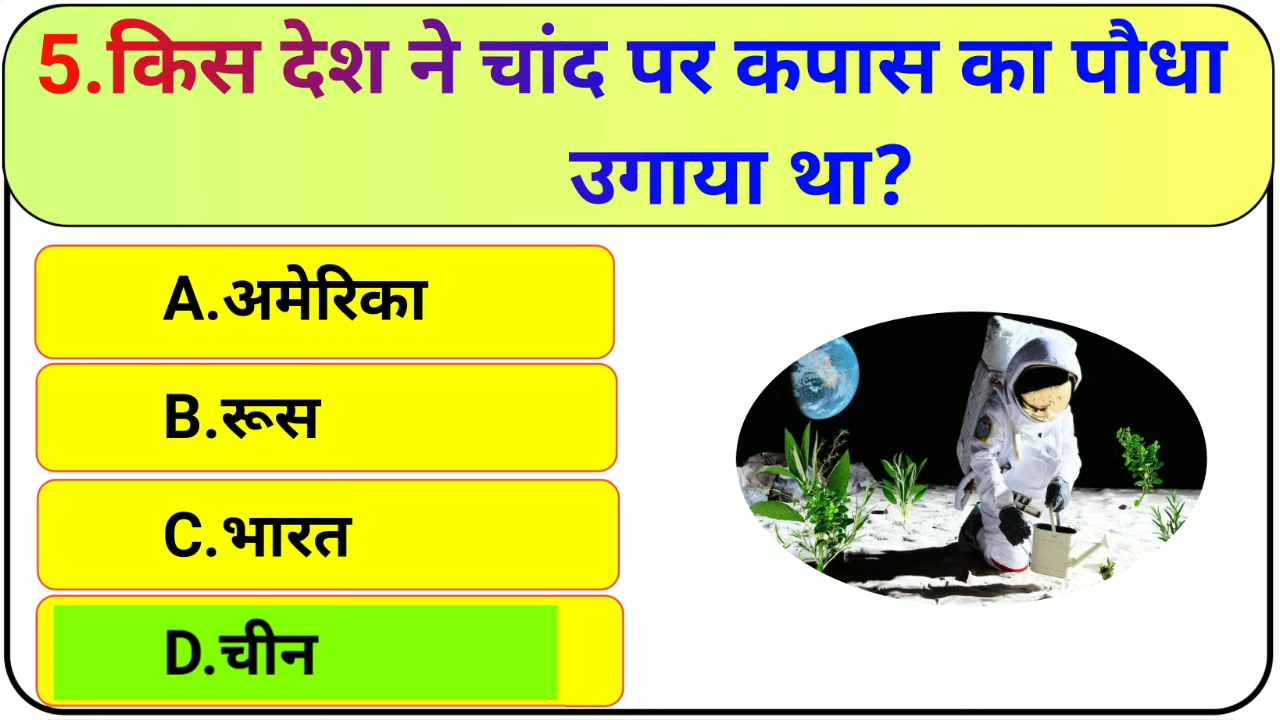 5.किस देश ने चांद पर कपास का पौधा
उगाया था?
A.अमेरिका
B.रूस
C.भारत
D.चीन